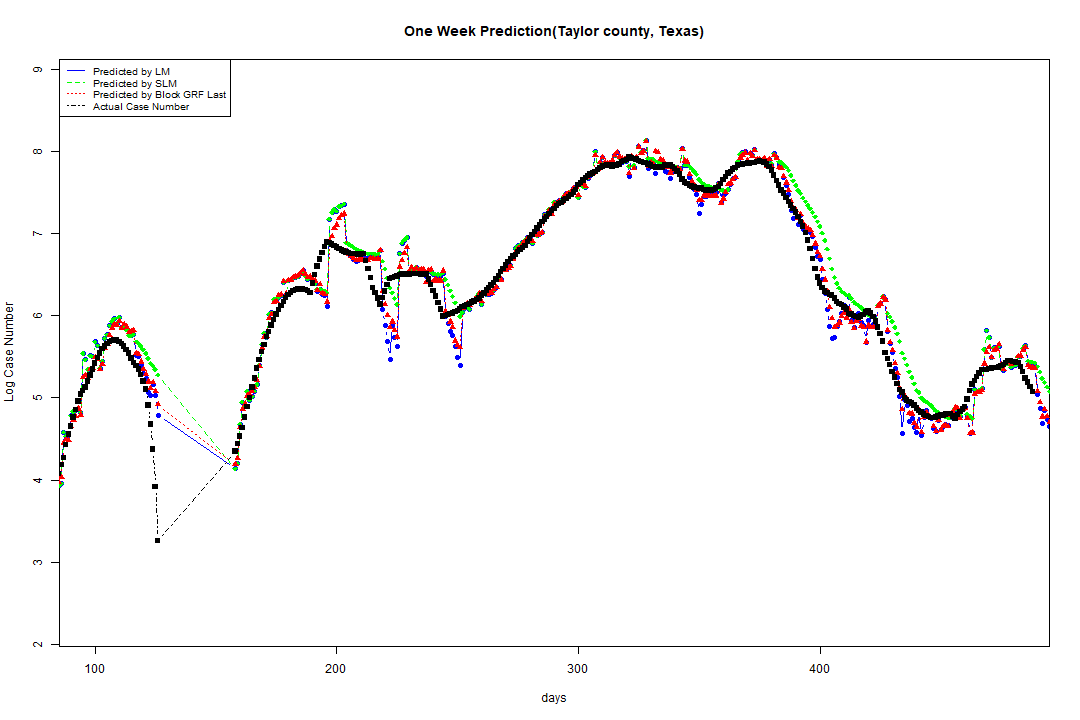 One Week Prediction(Taylor county, Texas)
Predicted by LM
Predicted by SLM
Predicted by Block GRF Last
Actual Case Number
Log Case Number
9
8
7
6
5
4
3
2
100
200
300
400
days